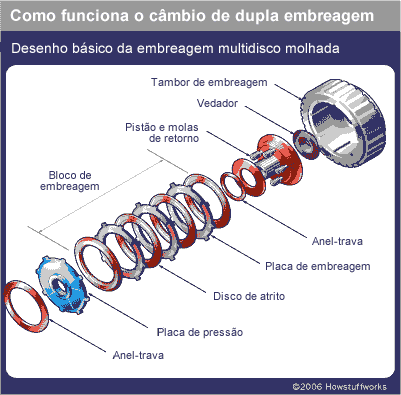 Como funciona o câmbio de dupla embreagem
Desenho básico da embreagem multidisco molhada
Tambor de embreagem
Vedador
Pistão e molas
de retorno
Bloco de
embreagem
Anel-trava
Placa de embreagem
Disco de atrito
Placa de pressão
Anel-trava
©2006 Howstuffworks